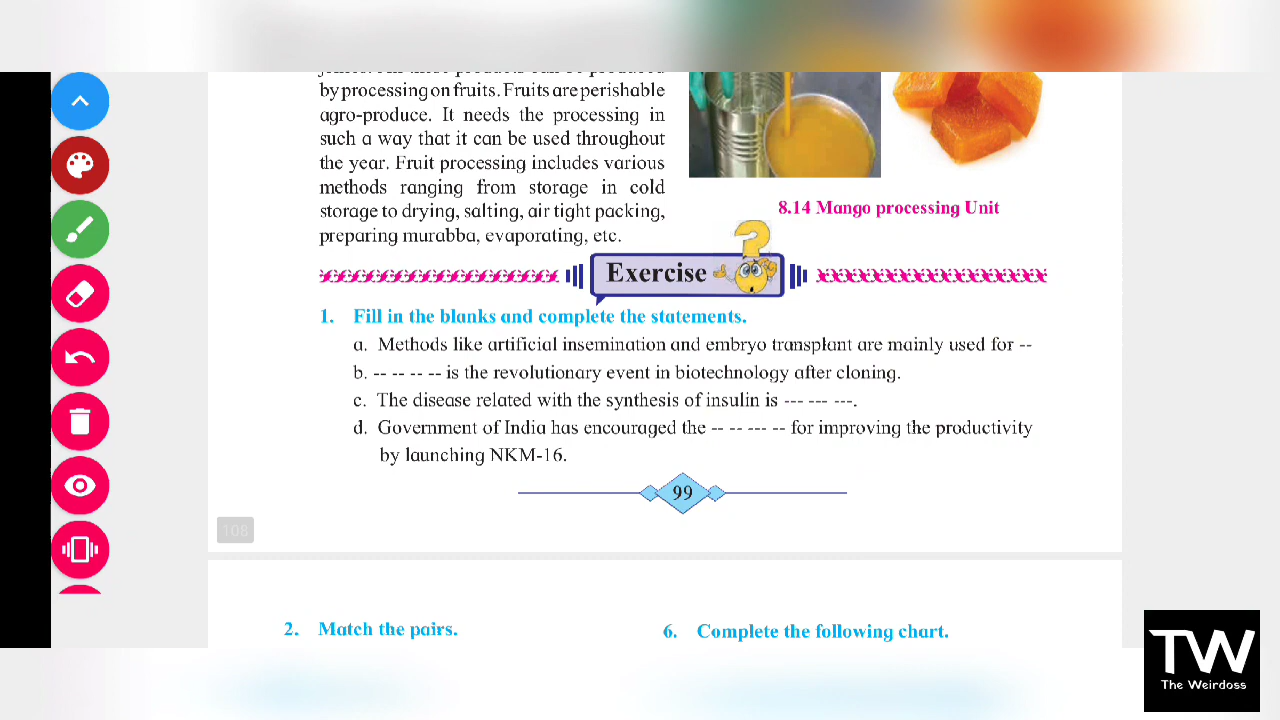 by processing on fruits. Fruits are perishable
agro-produce. It needs the processing in
such a way that it can be used throughout
the year. Fruit processing includes various
methods ranging from storage in cold
storage to drying, salting, air tight packing,
preparing murabba, evaporating, etc.
8.14 Mango processing Unit
Exercise
1. Fill in the blanks and complete the statements.
a. Methods like artificial insemination and embryo transplant are mainly used for --
b. -- -- -- -- is the revolutionary event in biotechnology after cloning.
c. The disease related with the synthesis of insulin is --- --- ---.
d. Government of India has encouraged the -- -- --- -- for improving the productivity
by launching NKM-16.
99
108
2. Match the pairs.
6. Complete the following chart.
TW
The Weirdoss